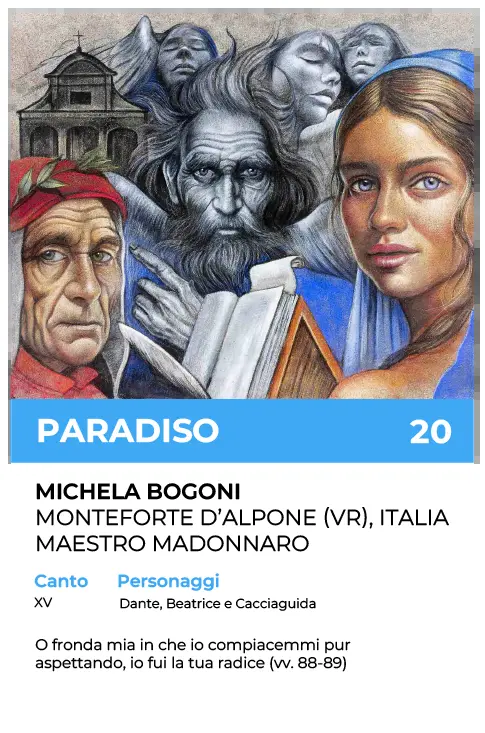 PARADISO 20
MICHELA BOGONI
MONTEFORTE D'ALPONE (VR), ITALIA
MAESTRO MADONNARO
Canto Personaggi
XV Dante, Beatrice e Cacciaguida
O fronda mia in che io compiacemmi pur
aspettando, io fui la tua radice (vv. 88-89)